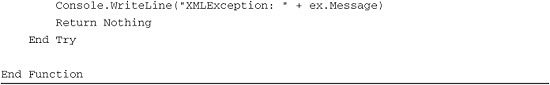 Console.WriteLine("XMLException: " + ex.Message)
        Return Nothing
    End Try

End Function